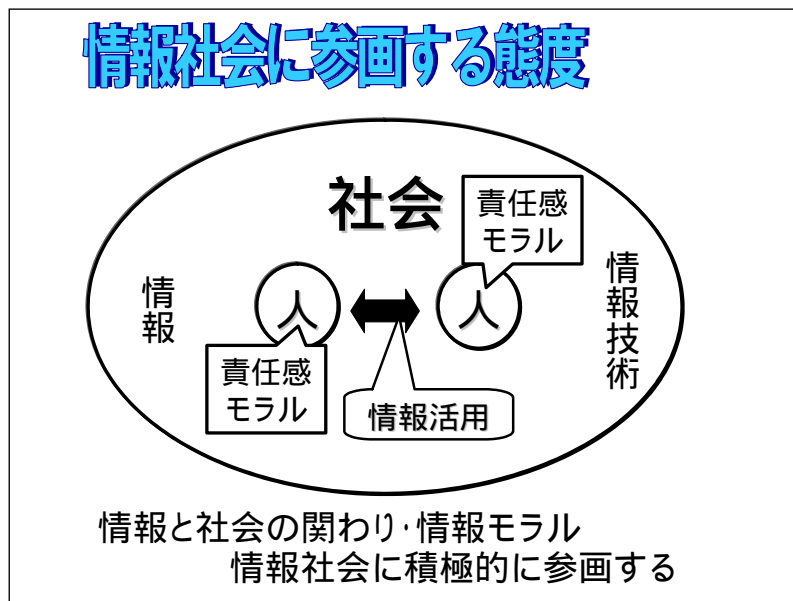 情報社会に参画する態度
社会
責任感
モラル
情報
人
人
情報技術
責任感
モラル
情報活用
情報と社会の関わり・情報モラル
情報社会に積極的に参画する